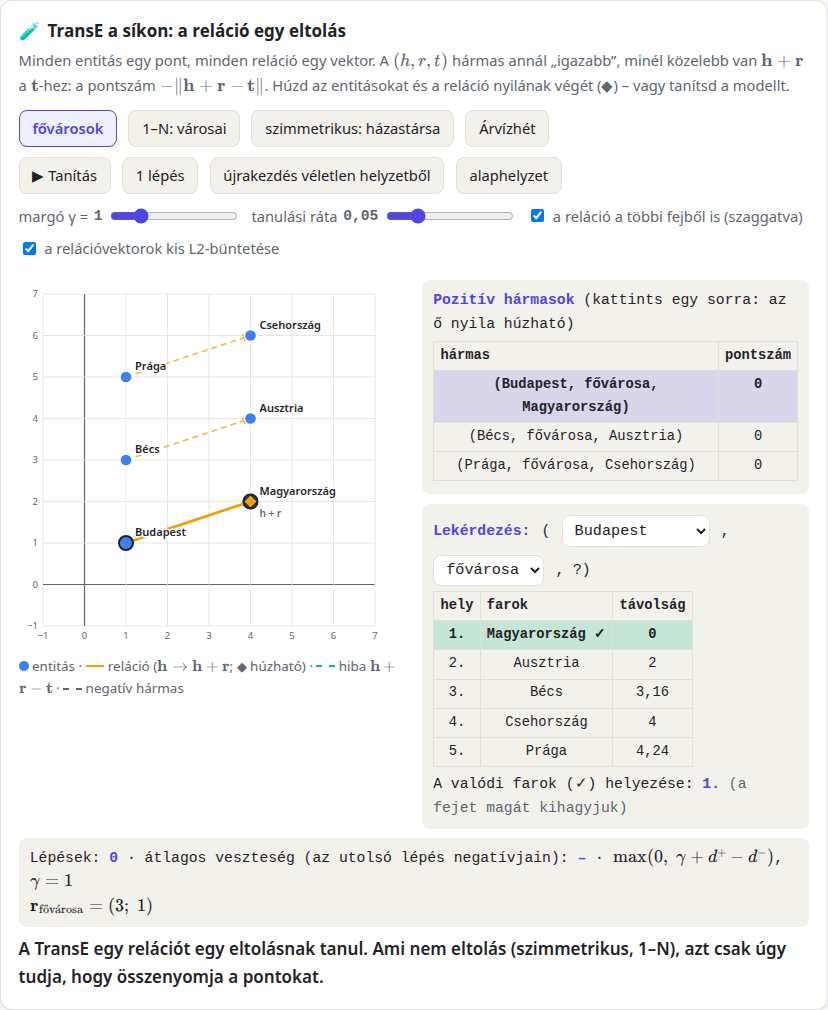 🧪 TransE a síkon: a reláció egy eltolás
Minden entitás egy pont, minden reláció egy vektor. A (h, r, t) hármas annál „igazabb”, minél közelebb van h + r
a t-hez: a pontszám −‖h + r − t‖. Húzd az entitásokat és a reláció nyilának végét (◆) – vagy tanítsd a modellt.
fővárosok 1–N: városai szimmetrikus: házastársa Árvízhét
▶ Tanítás 1 lépés újrakezdés véletlen helyzetből alaphelyzet
margó γ = 1 tanulási ráta 0,05 a reláció a többi fejből is (szaggatva)
a relációvektorok kis L2-büntetése
7
6
5
4
3
2
1
0
−1
−1 0 1 2 3 4 5 6 7
Csehország
Prága
Ausztria
Bécs
Magyarország
h + r
Budapest
entitás · reláció (h → h + r; ◆ húzható) · hiba h +
r − t · negatív hármas
Pozitív hármasok (kattints egy sorra: az
ő nyila húzható)
hármas pontszám
(Budapest, fővárosa, 0
Magyarország)
(Bécs, fővárosa, Ausztria) 0
(Prága, fővárosa, Csehország) 0
Lekérdezés: ( Budapest ,
fővárosa , ?)
hely farok távolság
1. Magyarország ✓ 0
2. Ausztria 2
3. Bécs 3,16
4. Csehország 4
5. Prága 4,24
A valódi farok (✓) helyezése: 1. (a
fejet magát kihagyjuk)
Lépések: 0 · átlagos veszteség (az utolsó lépés negatívjain): – · max(0, γ + d⁺ − d⁻),
γ = 1
r fővárosa = (3; 1)
A TransE egy relációt egy eltolásnak tanul. Ami nem eltolás (szimmetrikus, 1–N), azt csak úgy
tudja, hogy összenyomja a pontokat.